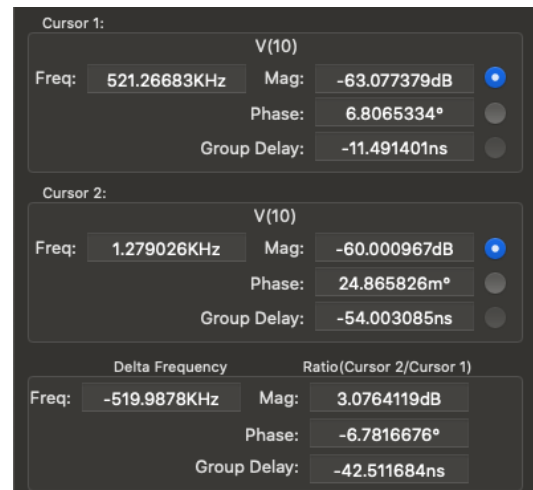 Cursor 1:
V(10)
Freq: 521.26683KHz Mag: -63.077379dB
Phase: 6.8065334°
Group Delay: -11.491401ns
Cursor 2:
V(10)
Freq: 1.279026KHz Mag: -60.000967dB
Phase: 24.865826m°
Group Delay: -54.003085ns
Delta Frequency Ratio(Cursor 2/Cursor 1)
Freq: -519.9878KHz Mag: 3.0764119dB
Phase: -6.7816676°
Group Delay: -42.511684ns